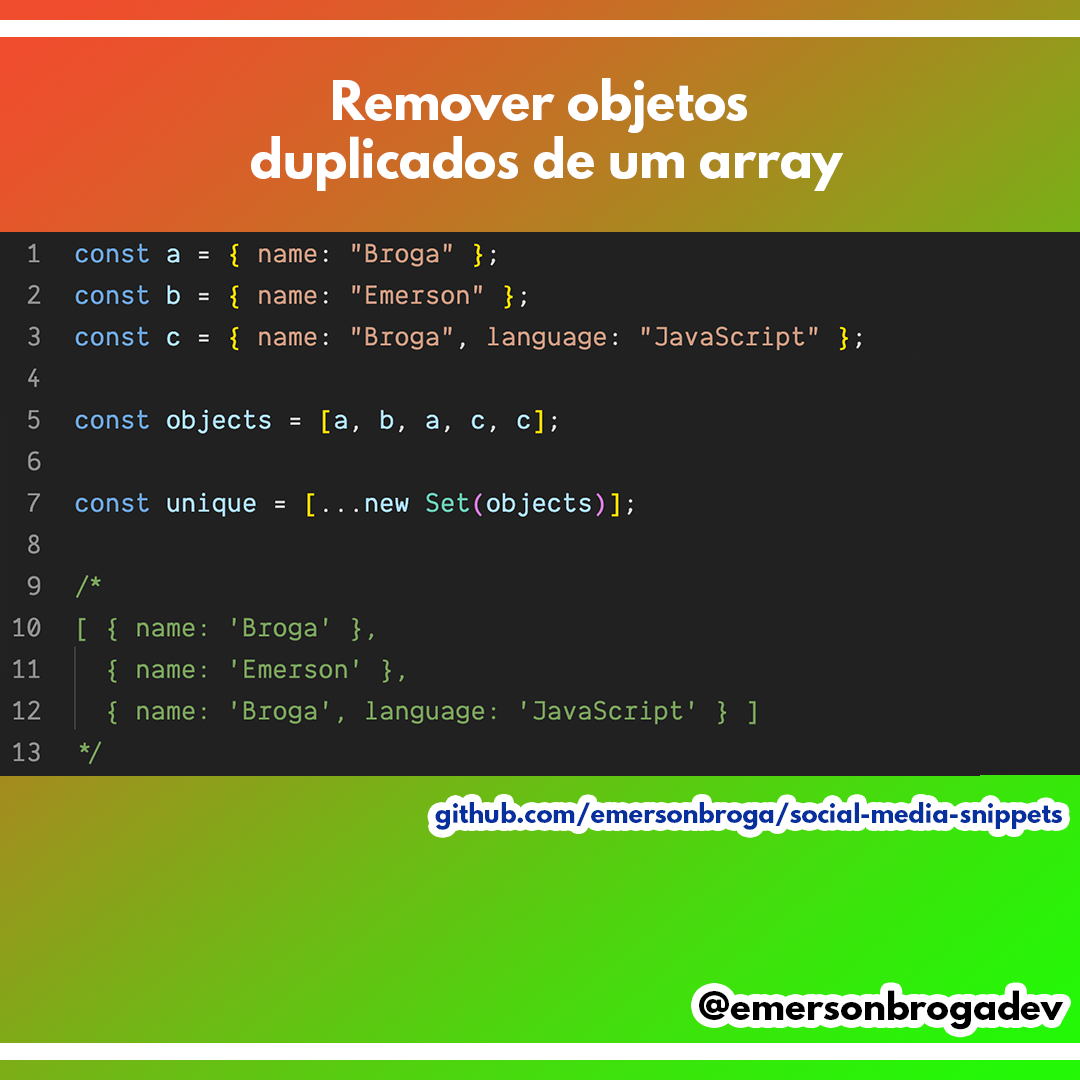 Remover objetos
duplicados de um array
1 const a = { name: "Broga" };
2 const b = { name: "Emerson" };
3 const c = { name: "Broga", language: "JavaScript" };
4
5 const objects = [a, b, a, c, c];
6
7 const unique = [...new Set(objects)];
8
9 /*
10 [ { name: 'Broga' },
11   { name: 'Emerson' },
12   { name: 'Broga', language: 'JavaScript' } ]
13 */
github.com/emersonbroga/social-media-snippets
@emersonbrogadev